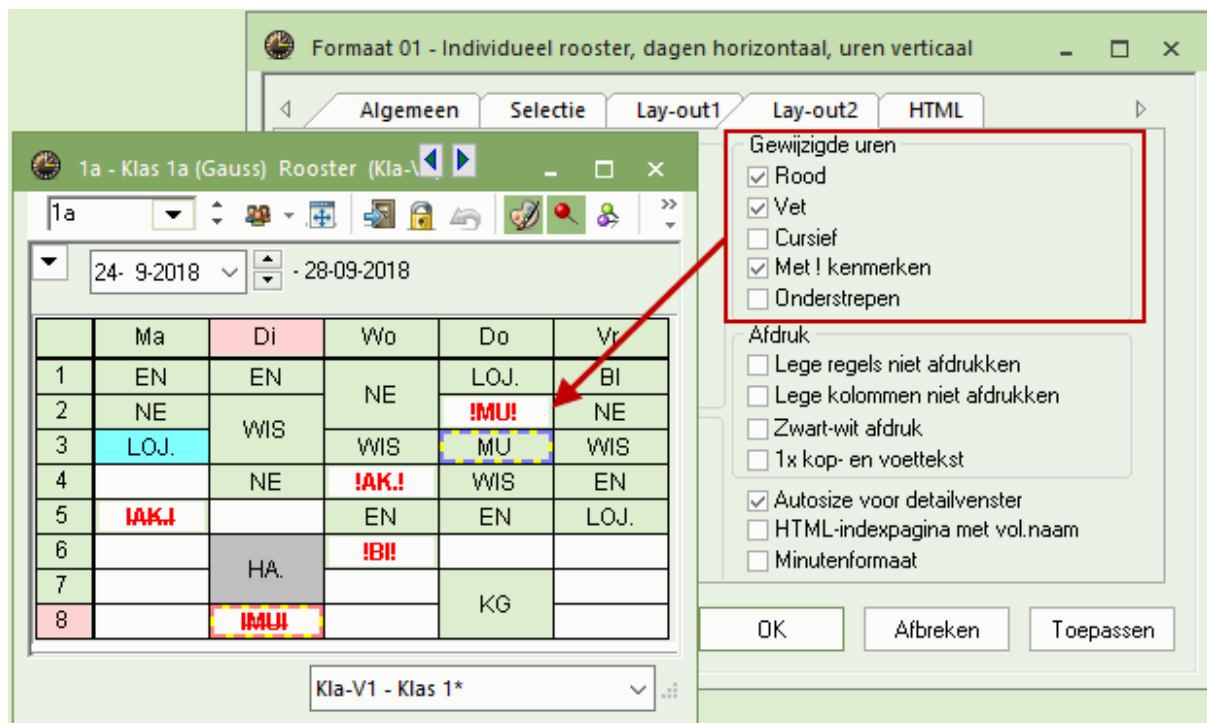 Formaat 01 - Individueel rooster, dagen horizontaal, uren verticaal
Algemeen Selectie Lay-out1 Lay-out2 HTML
Gewijzigde uren
Rood
Vet
Cursief
Met ! kenmerken
Onderstrepen
Afdruk
Lege regels niet afdrukken
Lege kolommen niet afdrukken
Zwart-wit afdruk
1x kop- en voettekst
Autosize voor detailvenster
HTML-indexpagina met vol.naam
Minutenformaat
OK Afbreken Toepassen
1a - Klas 1a (Gauss) Rooster (Kla-V
1a
24- 9-2018 - 28-09-2018
Ma Di Wo Do Vr
1 EN EN NE LOJ. BI
2 NE WIS !MU! NE
3 LOJ. WIS MU WIS
4 NE !AK.! WIS EN
5 !AK.! EN EN LOJ.
6 HA. !BI!
7 KG
8 !MU!
Kla-V1 - Klas 1*